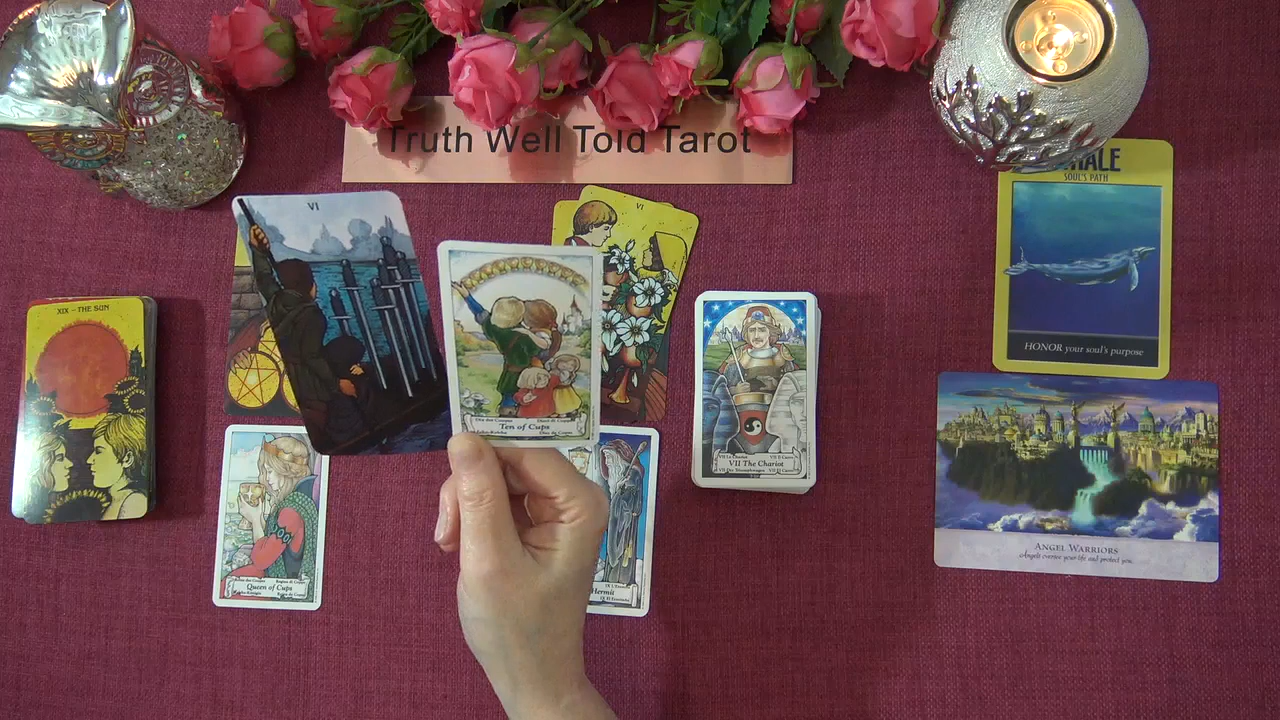 Truth Well Told Tarot
SOUL'S PATH
HONOR your soul's purpose
VI
VI
XIX - THE SUN
Ten of Cups
VII The Chariot
Queen of Cups
Hermit
ANGEL WARRIORS
Angels oversee your life and protect you.